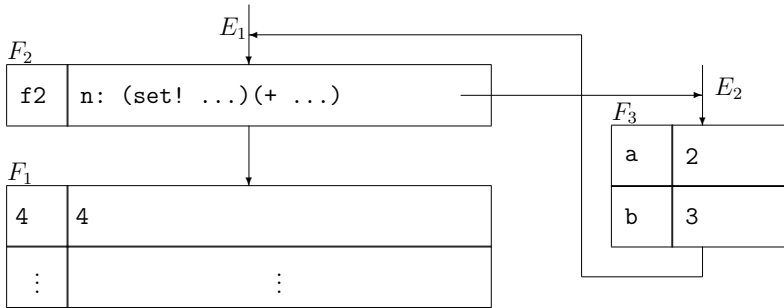 E₁
F₂
f2 n: (set! ...)(+ ...)
E₂
F₃
a 2
b 3
F₁
4 4
⋮ ⋮